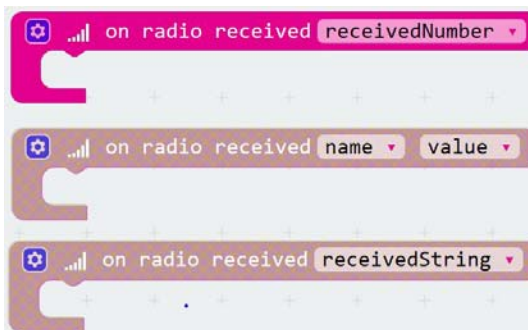 on radio received receivedNumber
on radio received name value
on radio received receivedString